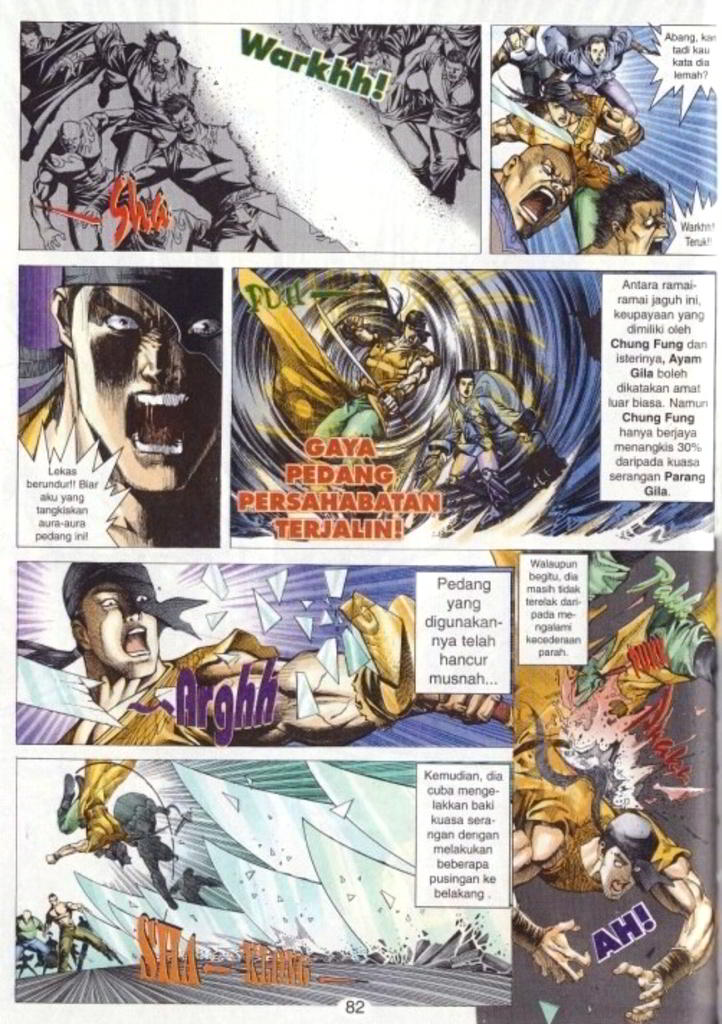 Warkhh!
Sha
Abang, kan
tadi kau
kata dia
lemah?
Warkhh!
Teruk!!
Lekas
berundur!! Biar
aku yang
tangkiskan
aura-aura
pedang ini!
GAYA
PEDANG
PERSAHABATAN
TERJALIN!
Antara ramai-
ramai jaguh ini,
keupayaan yang
dimiliki oleh
Chung Fung dan
isterinya, Ayam
Gila boleh
dikatakan amat
luar biasa. Namun
Chung Fung
hanya berjaya
menangkis 30%
daripada kuasa
serangan Parang
Gila.
Arghh
Pedang
yang
digunakan-
nya telah
hancur
musnah...
Walaupun
begitu, dia
masih tidak
terelak dari-
pada me-
ngalami
kecederaan
parah.
Kemudian, dia
cuba menge-
lakkan baki
kuasa sera-
ngan dengan
melakukan
beberapa
pusingan ke
belakang .
AH!
82